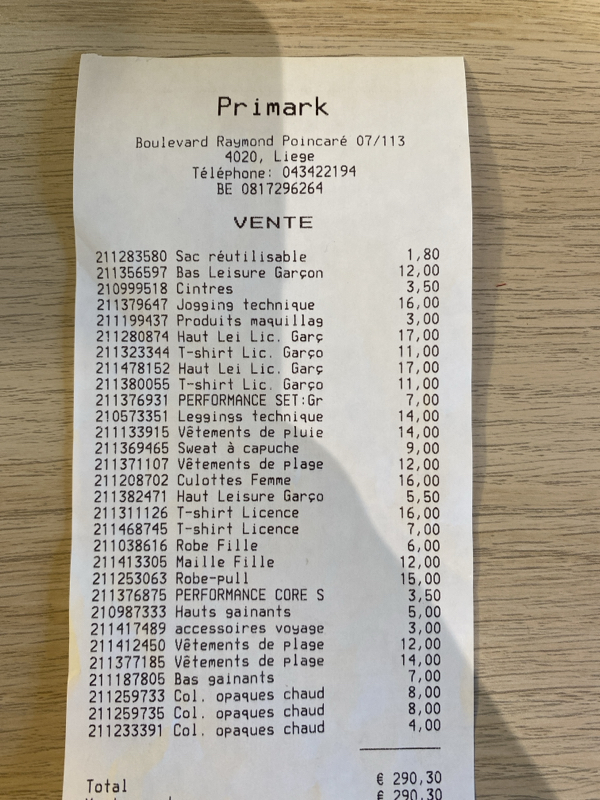 Primark
Boulevard Raymond Poincaré 07/113
4020, Liege
Téléphone: 043422194
BE 0817296264
VENTE
211283580 Sac réutilisable 1,80
211356597 Bas Leisure Garçon 12,00
210999518 Cintres 3,50
211379647 Jogging technique 16,00
211199437 Produits maquillag 3,00
211280874 Haut Lei Lic. Garç 17,00
211323344 T-shirt Lic. Garço 11,00
211478152 Haut Lei Lic. Garç 17,00
211380055 T-shirt Lic. Garço 11,00
211376931 PERFORMANCE SET:Gr 7,00
210573351 Leggings technique 14,00
211133915 Vêtements de pluie 14,00
211369465 Sweat à capuche 9,00
211371107 Vêtements de plage 12,00
211208702 Culottes Femme 16,00
211382471 Haut Leisure Garço 5,50
211311126 T-shirt Licence 16,00
211468745 T-shirt Licence 7,00
211038616 Robe Fille 6,00
211413305 Maille Fille 12,00
211253063 Robe-pull 15,00
211376875 PERFORMANCE CORE S 3,50
210987333 Hauts gainants 5,00
211417489 accessoires voyage 3,00
211412450 Vêtements de plage 12,00
211377185 Vêtements de plage 14,00
211187805 Bas gainants 7,00
211259733 Col. opaques chaud 8,00
211259735 Col. opaques chaud 8,00
211233391 Col. opaques chaud 4,00
Total € 290,30
€ 290,30